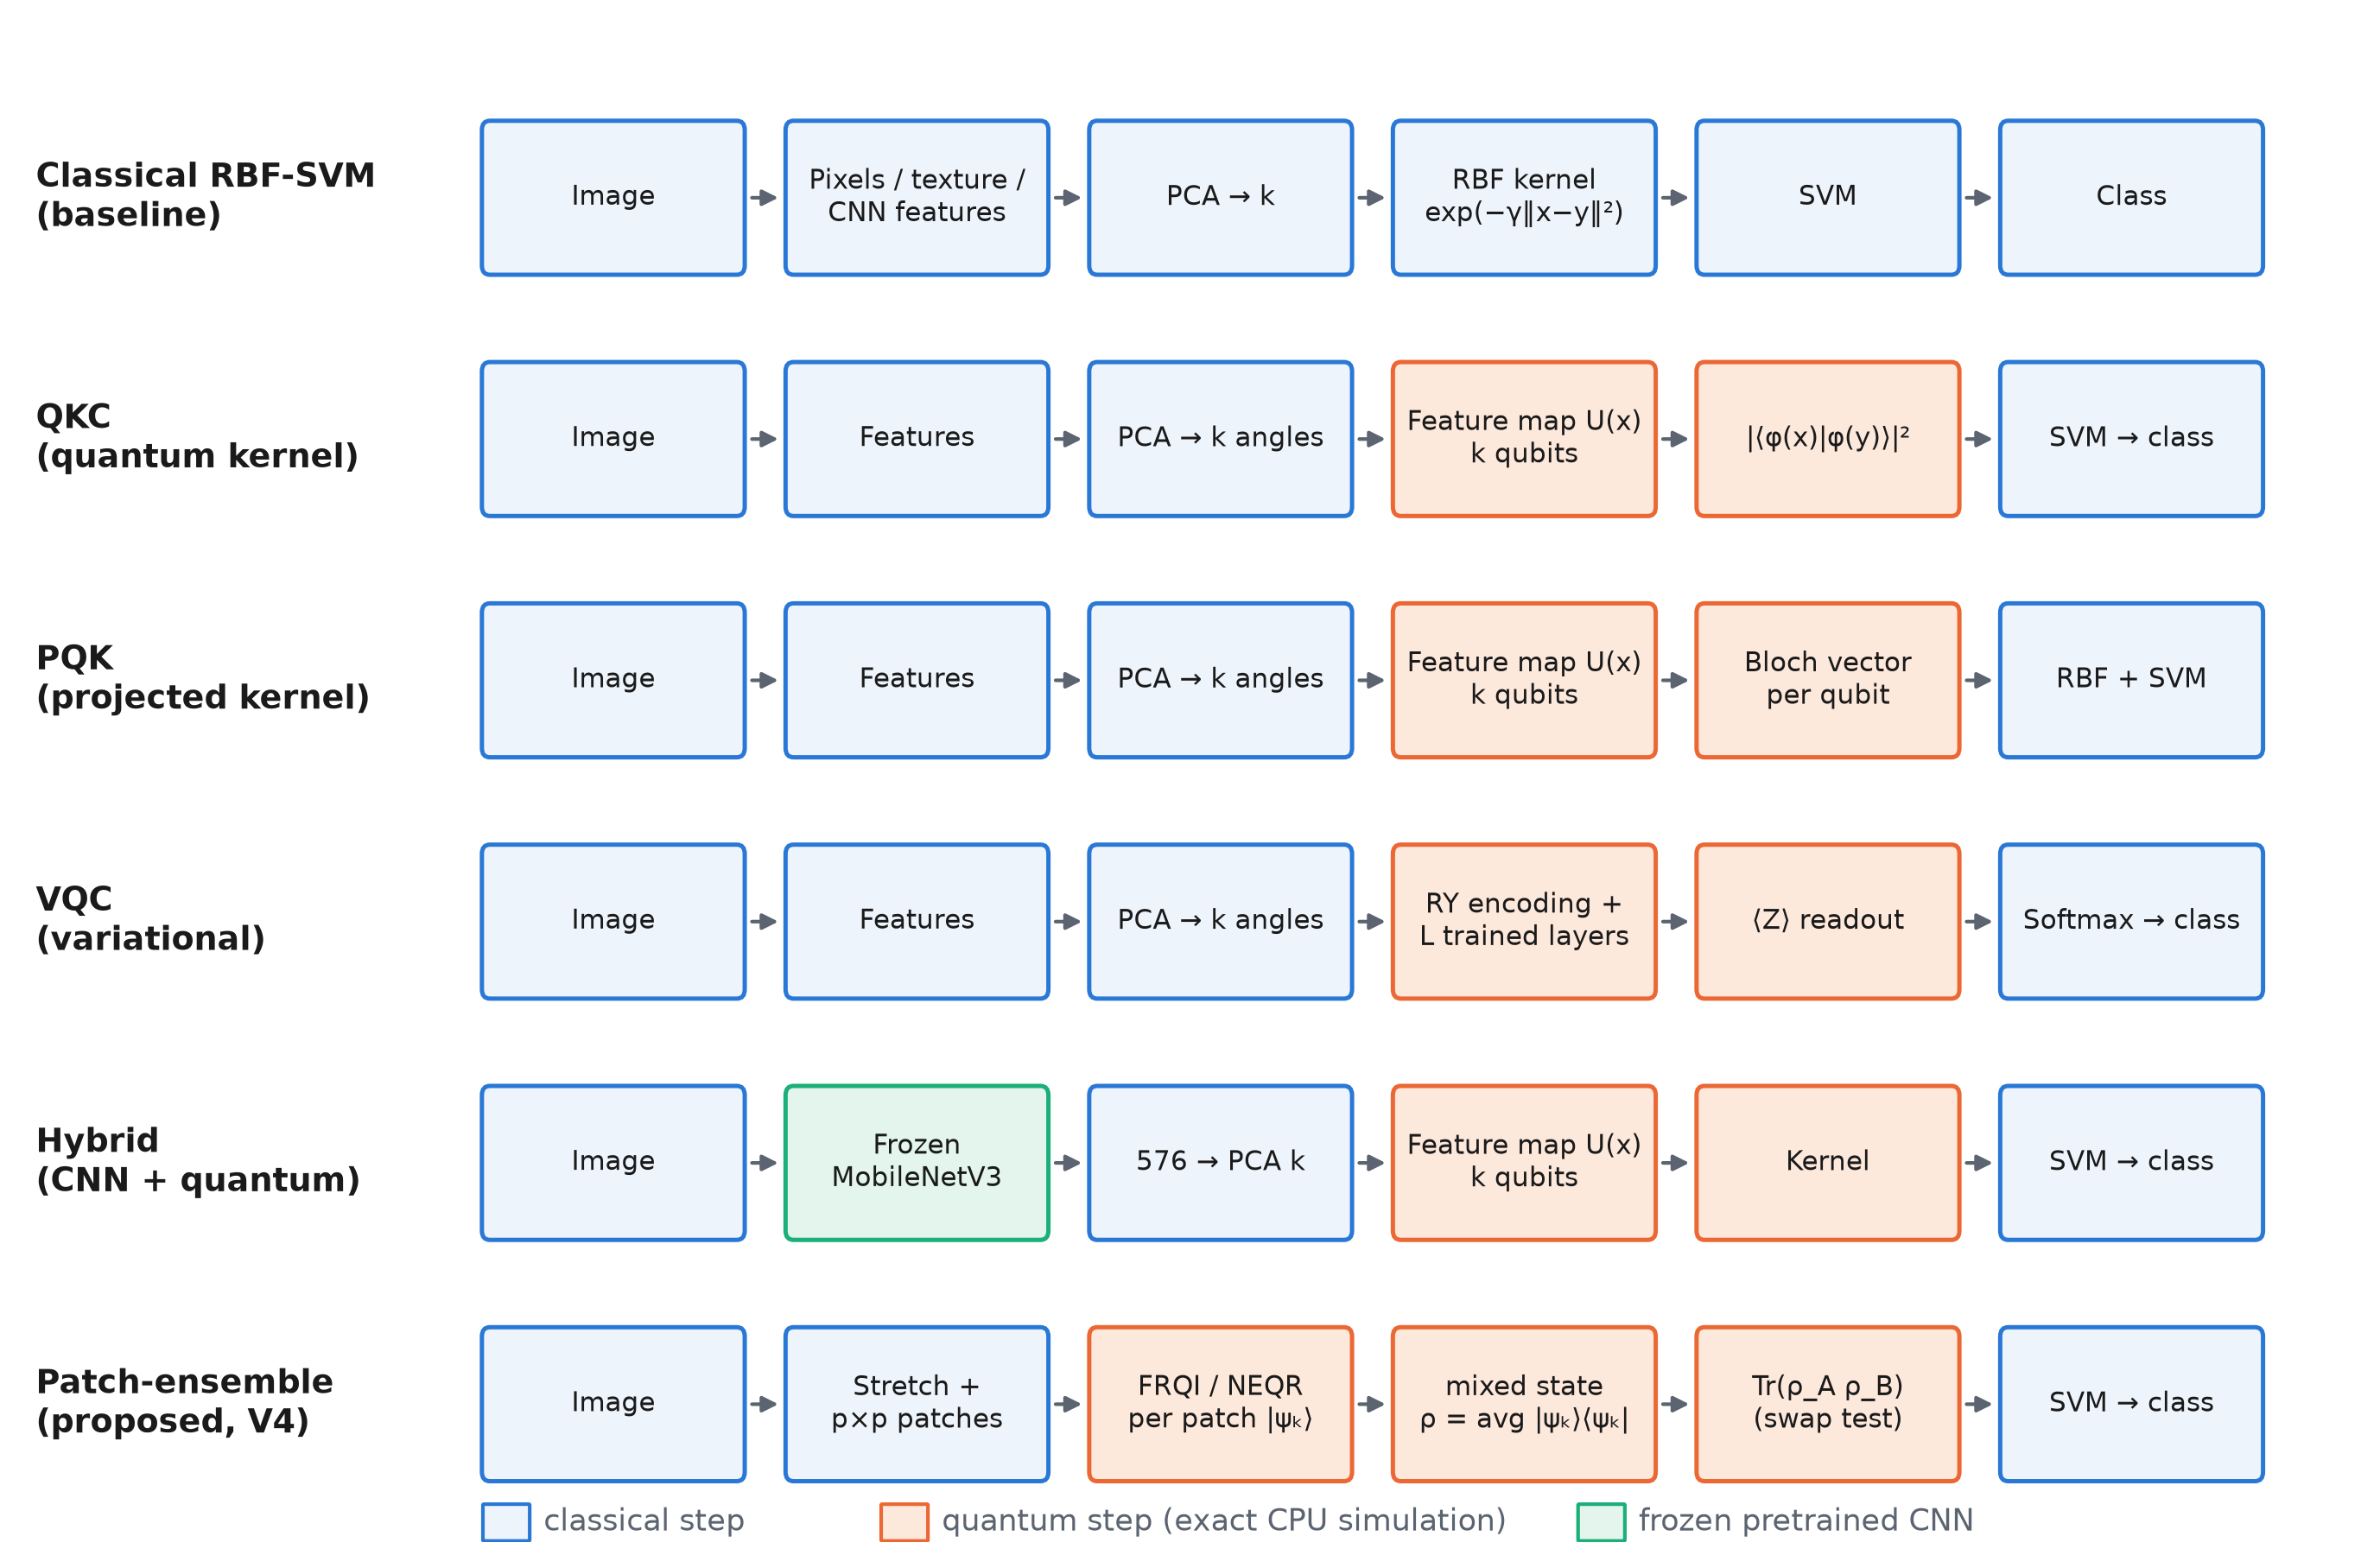 Classical RBF-SVM
(baseline)
Image
Pixels / texture /
CNN features
PCA → k
RBF kernel
exp(−γ‖x−y‖²)
SVM
Class
QKC
(quantum kernel)
Image
Features
PCA → k angles
Feature map U(x)
k qubits
|⟨φ(x)|φ(y)⟩|²
SVM → class
PQK
(projected kernel)
Image
Features
PCA → k angles
Feature map U(x)
k qubits
Bloch vector
per qubit
RBF + SVM
VQC
(variational)
Image
Features
PCA → k angles
RY encoding +
L trained layers
⟨Z⟩ readout
Softmax → class
Hybrid
(CNN + quantum)
Image
Frozen
MobileNetV3
576 → PCA k
Feature map U(x)
k qubits
Kernel
SVM → class
Patch-ensemble
(proposed, V4)
Image
Stretch +
p×p patches
FRQI / NEQR
per patch |ψₖ⟩
mixed state
ρ = avg |ψₖ⟩⟨ψₖ|
Tr(ρ_A ρ_B)
(swap test)
SVM → class
classical step
quantum step (exact CPU simulation)
frozen pretrained CNN